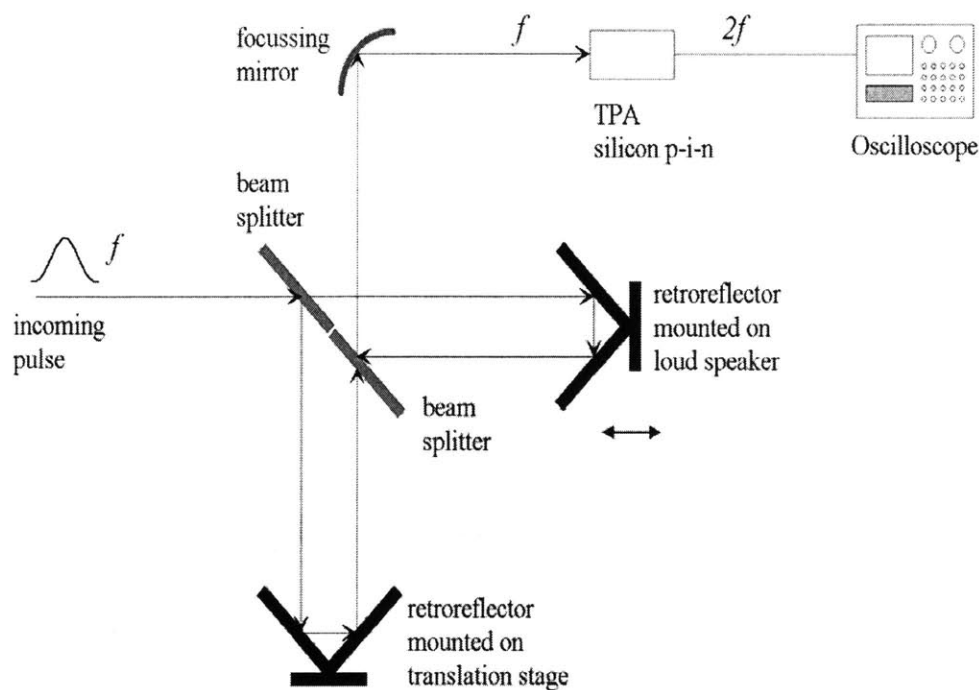 focussing
mirror
f
2f
TPA
silicon p-i-n
Oscilloscope
beam
splitter
f
incoming
pulse
retroreflector
mounted on
loud speaker
beam
splitter
retroreflector
mounted on
translation stage